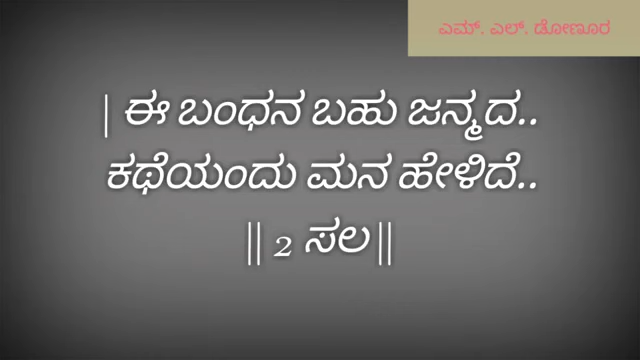 ಎಮ್. ಎಲ್. ಡೋಣೂರ
| ಈ ಬಂಧನ ಬಹು ಜನ್ಮದ..
ಕಥೆಯಂದು ಮನ ಹೇಳಿದೆ..
|| 2 ಸಲ ||